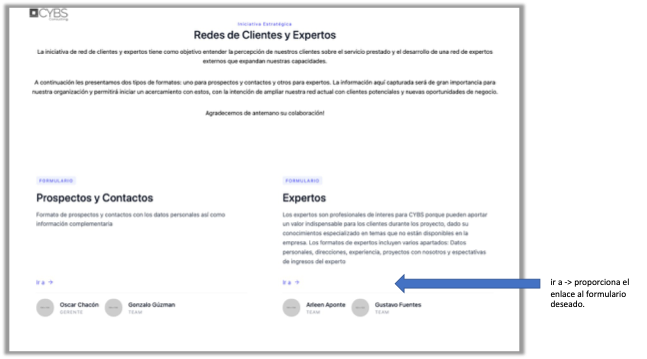 CYBS
Iniciativa Estratégica
Redes de Clientes y Expertos
La iniciativa de red de clientes y expertos tiene como objetivo entender la percepción de nuestros clientes sobre el servicio prestado y el desarrollo de una red de expertos
externos que expandan nuestras capacidades.
A continuación les presentamos dos tipos de formatos: uno para prospectos y contactos y otros para expertos. La información aquí capturada será de gran importancia para
nuestra organización y permitirá iniciar un acercamiento con estos, con la intención de ampliar nuestra red actual con clientes potenciales y nuevas oportunidades de negocio.
Agradecemos de antemano su colaboración!
FORMULARIO
Prospectos y Contactos
Formato de prospectos y contactos con los datos personales así como
información complementaria
Ir a →
Oscar Chacón
GERENTE
Gonzalo Gúzman
TEAM
FORMULARIO
Expertos
Los expertos son profesionales de interes para CYBS porque pueden aportar
un valor indispensable para los clientes durante los proyecto, dado su
conocimientos especializado en temas que no están disponibles en la
empresa. Los formatos de expertos incluyen varios apartados: Datos
personales, direcciones, experiencia, proyectos con nosotros y expectativas
de ingresos del experto
Ir a →
Aileen Aponte
TEAM
Gustavo Fuentes
TEAM
ir a -> proporciona el
enlace al formulario
deseado.